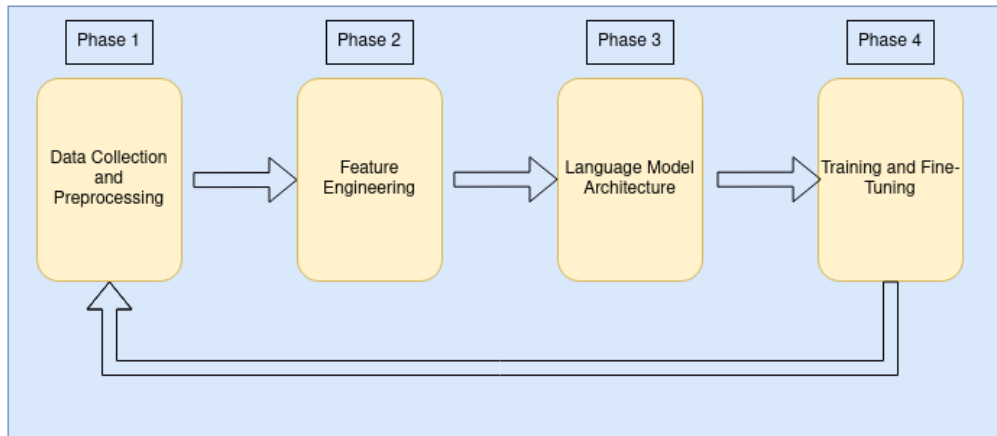 Phase 1
Phase 2
Phase 3
Phase 4
Data Collection
and
Preprocessing
Feature
Engineering
Language Model
Architecture
Training and Fine-
Tuning